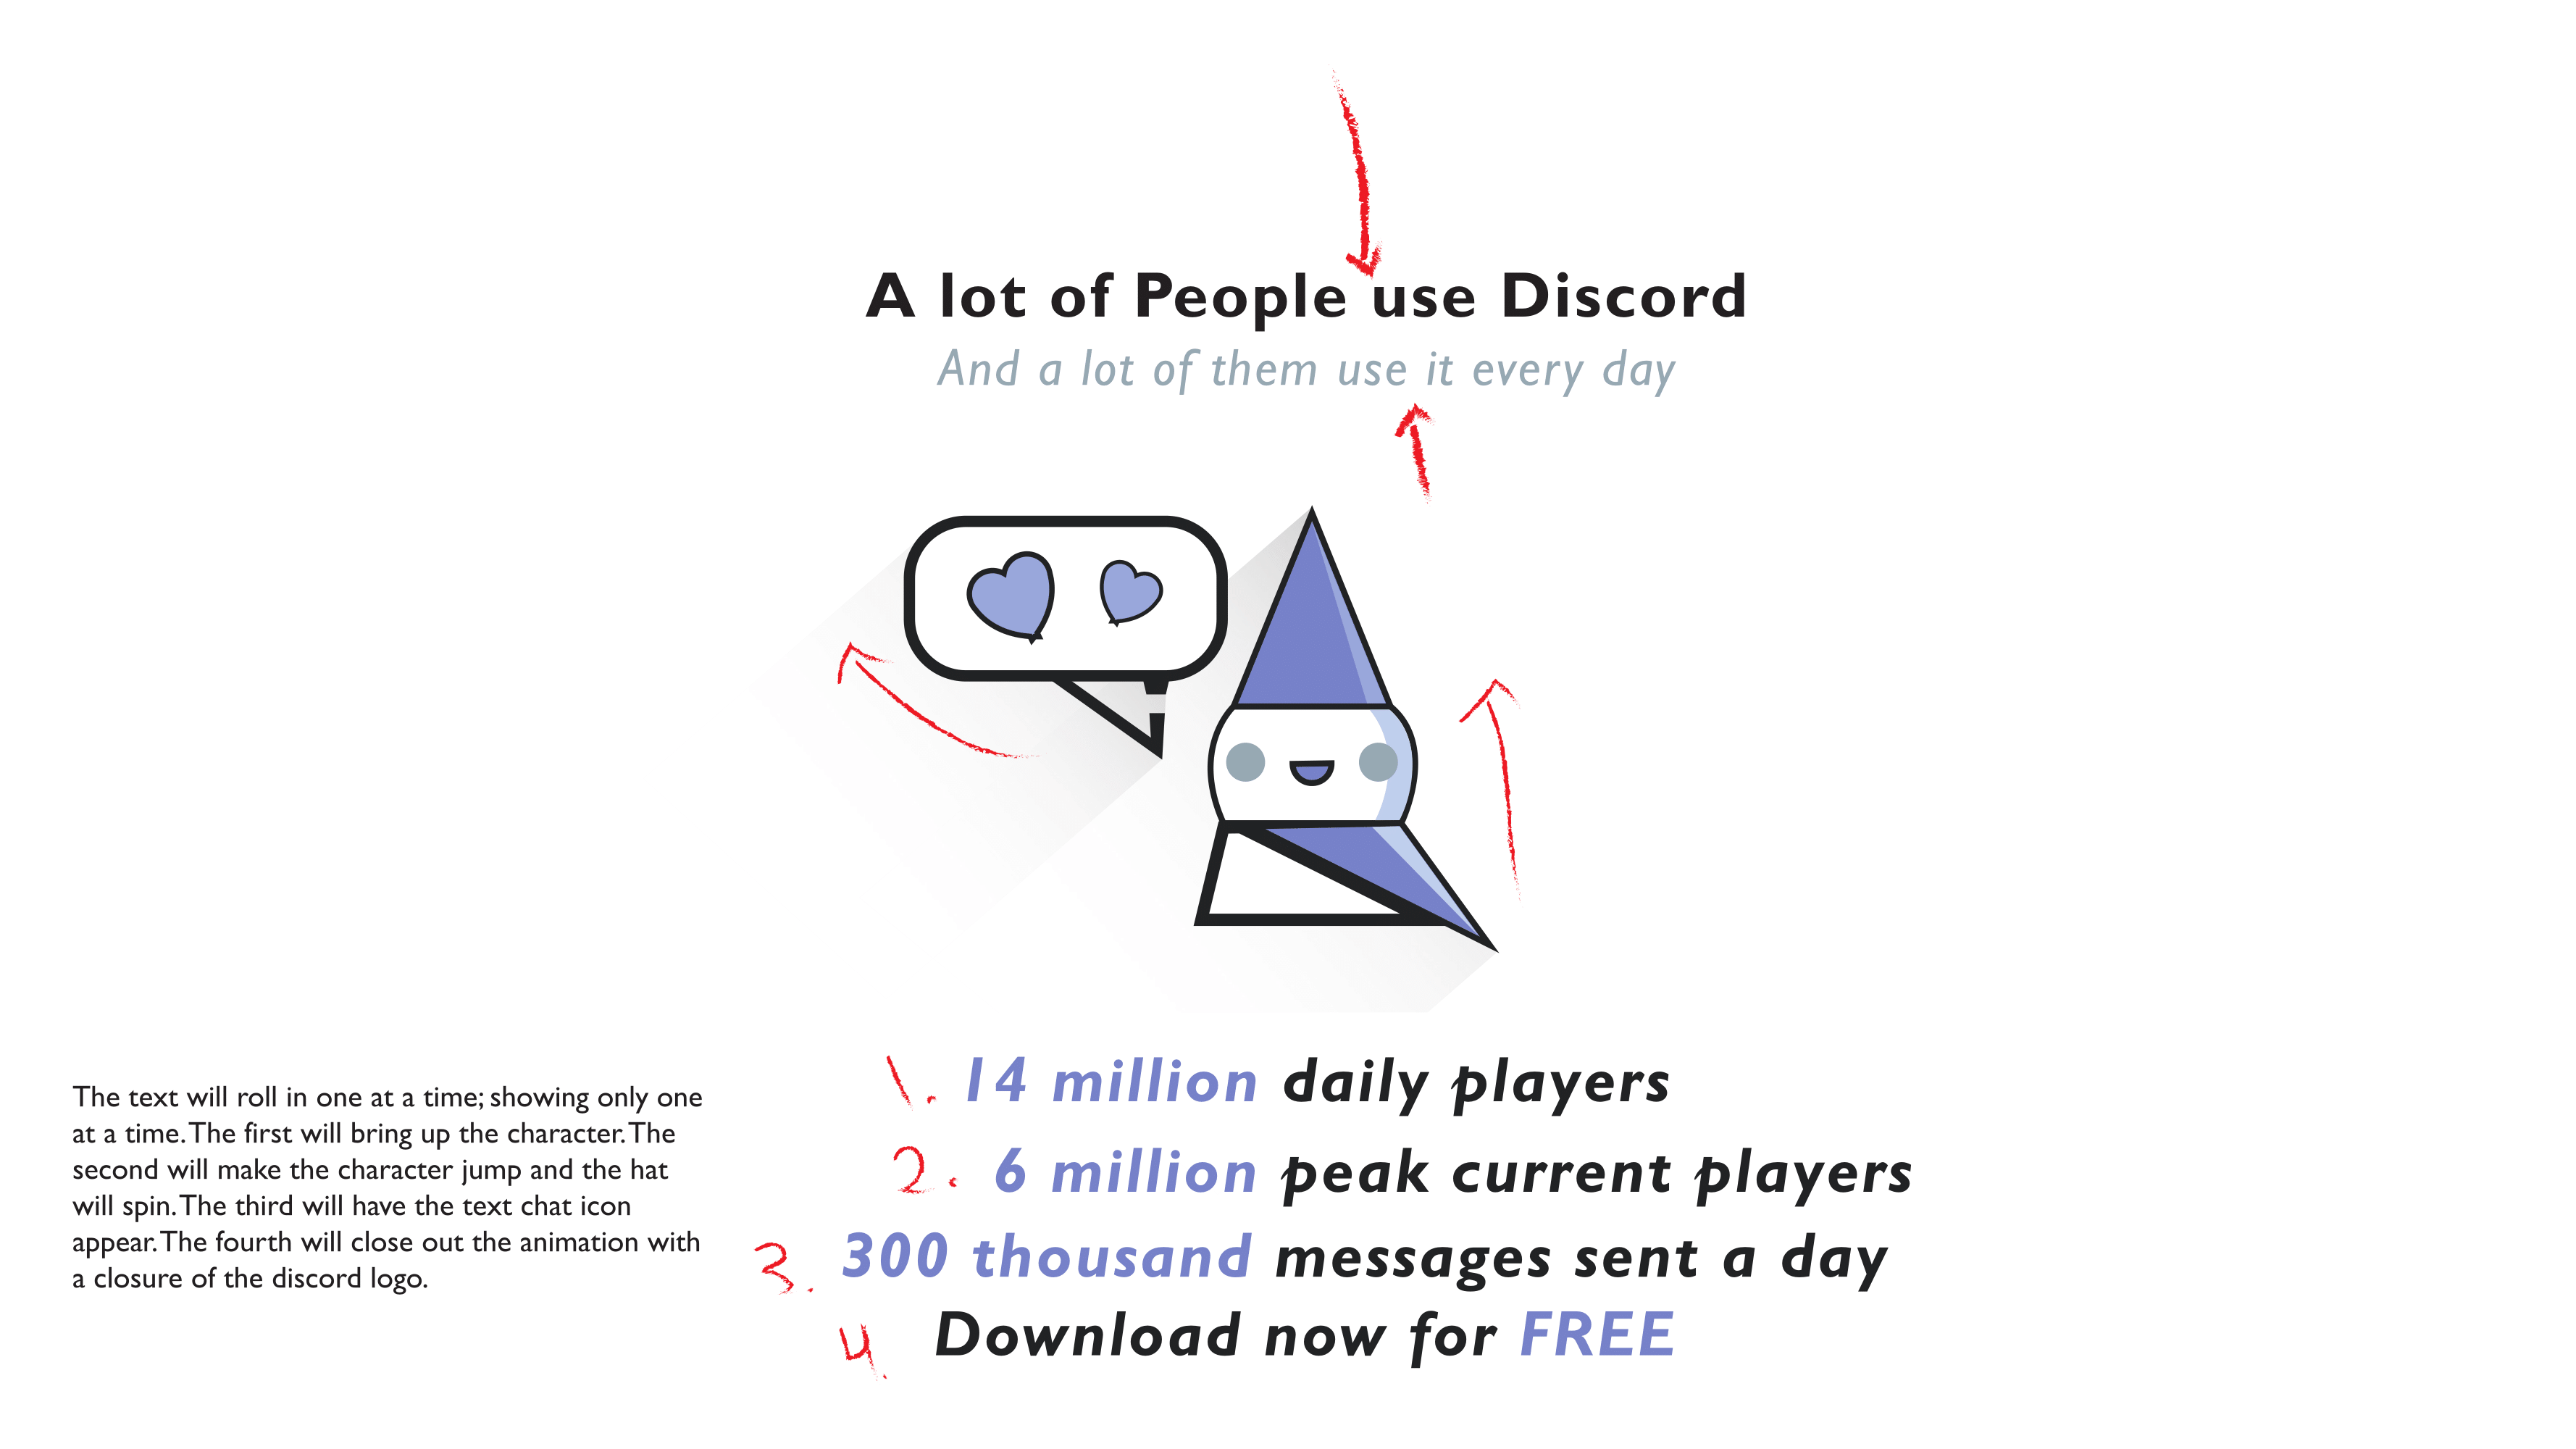 A lot of People use Discord
And a lot of them use it every day
The text will roll in one at a time; showing only one
at a time. The first will bring up the character. The
second will make the character jump and the hat
will spin. The third will have the text chat icon
appear. The fourth will close out the animation with
a closure of the discord logo.
1. 14 million daily players
2. 6 million peak current players
3. 300 thousand messages sent a day
4. Download now for FREE